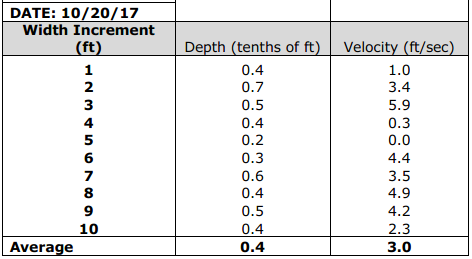 DATE: 10/20/17
Width Increment (ft) Depth (tenths of ft) Velocity (ft/sec)
1 0.4 1.0
2 0.7 3.4
3 0.5 5.9
4 0.4 0.3
5 0.2 0.0
6 0.3 4.4
7 0.6 3.5
8 0.4 4.9
9 0.5 4.2
10 0.4 2.3
Average 0.4 3.0